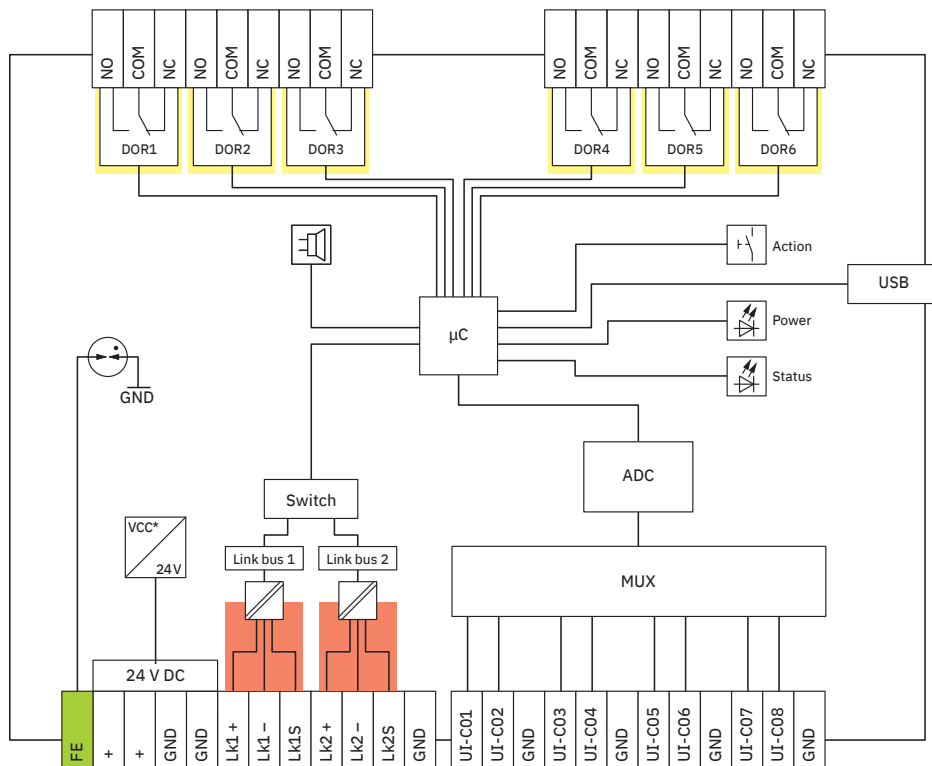 NO COM NC NO COM NC NO COM NC
NO COM NC NO COM NC NO COM NC
DOR1 DOR2 DOR3
DOR4 DOR5 DOR6
Action
USB
µC
Power
Status
GND
ADC
Switch
VCC*
24V
Link bus 1
Link bus 2
MUX
24 V DC
FE + + GND GND Lk1 + Lk1 – Lk1S Lk2 + Lk2 – Lk2S GND
UI-C01 UI-C02 GND UI-C03 UI-C04 GND UI-C05 UI-C06 GND UI-C07 UI-C08 GND